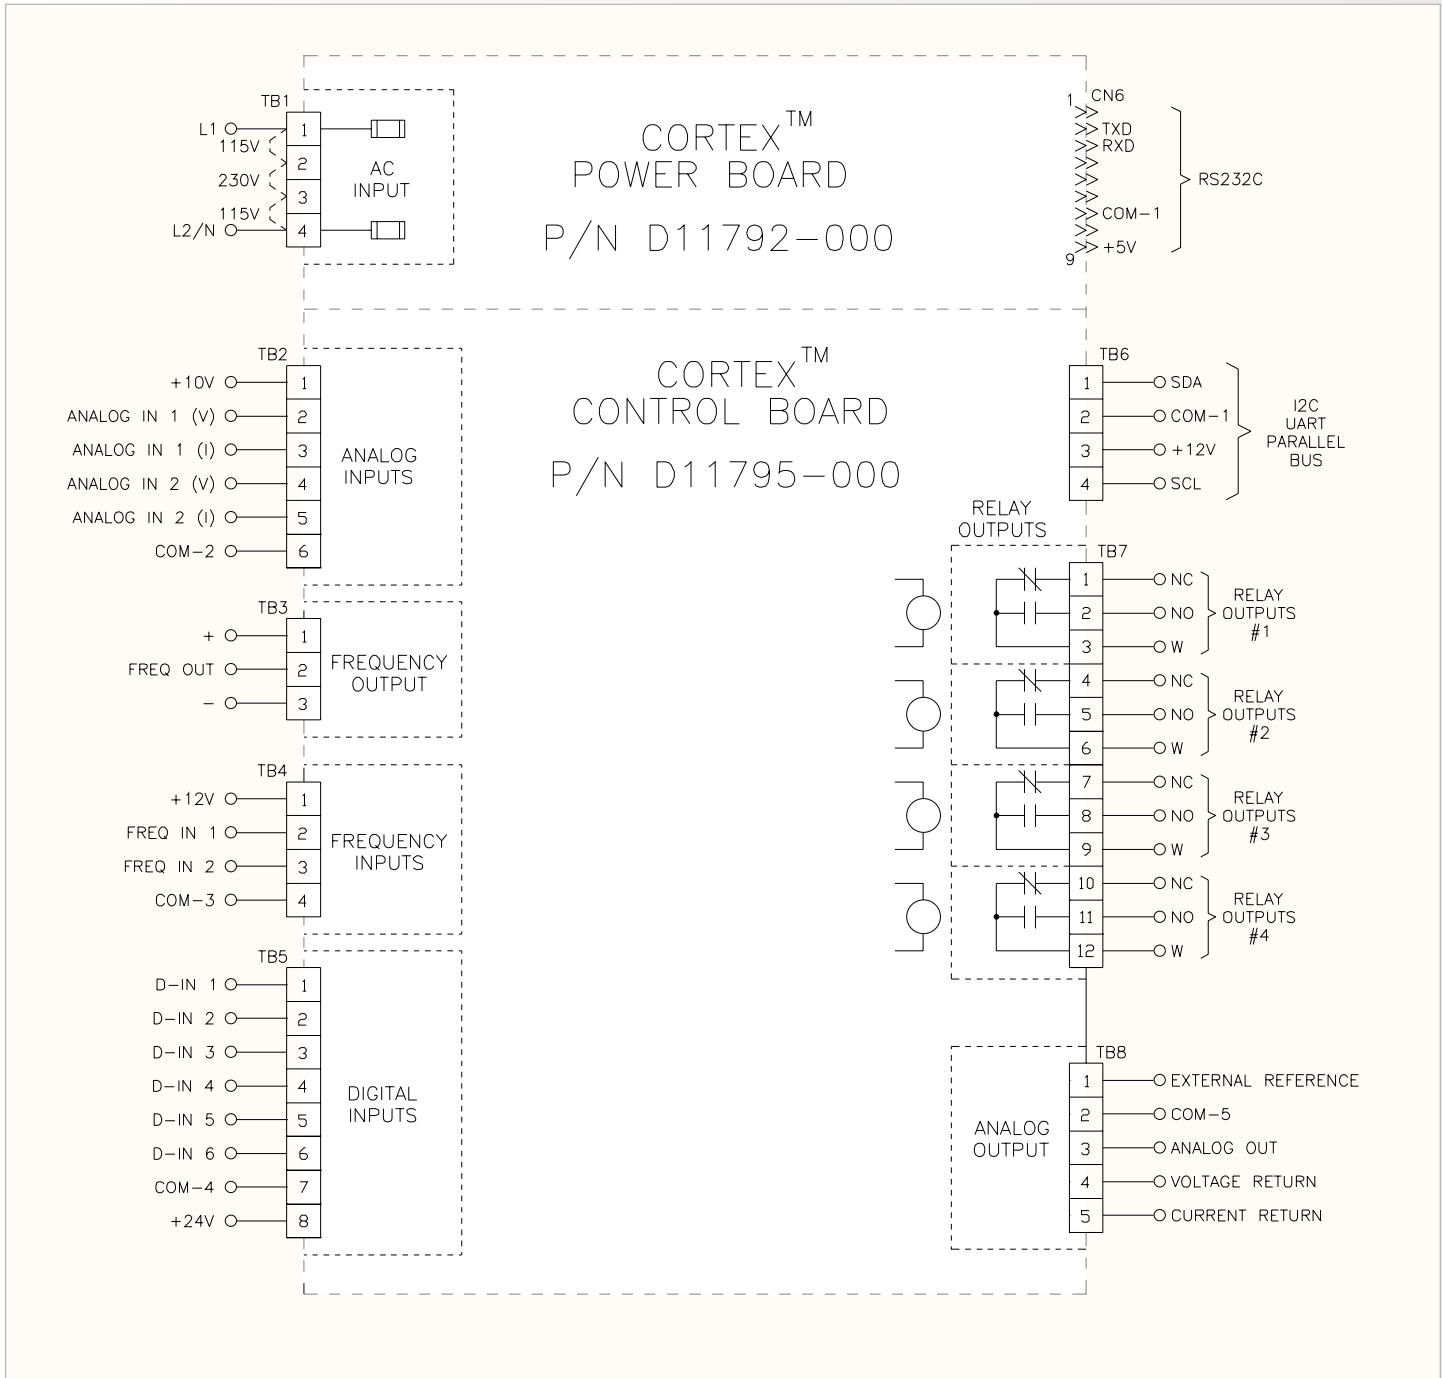 CORTEX™
POWER BOARD
P/N D11792-000
TB1
L1
115V
230V
115V
L2/N
1
2
3
4
AC
INPUT
CN6
1
TXD
RXD
COM-1
+5V
9
RS232C
CORTEX™
CONTROL BOARD
P/N D11795-000
TB2
+10V 1
ANALOG IN 1 (V) 2
ANALOG IN 1 (I) 3
ANALOG IN 2 (V) 4
ANALOG IN 2 (I) 5
COM-2 6
ANALOG
INPUTS
TB3
+ 1
FREQ OUT 2
- 3
FREQUENCY
OUTPUT
TB4
+12V 1
FREQ IN 1 2
FREQ IN 2 3
COM-3 4
FREQUENCY
INPUTS
TB5
D-IN 1 1
D-IN 2 2
D-IN 3 3
D-IN 4 4
D-IN 5 5
D-IN 6 6
COM-4 7
+24V 8
DIGITAL
INPUTS
TB6
1 SDA
2 COM-1
3 +12V
4 SCL
I2C
UART
PARALLEL
BUS
RELAY
OUTPUTS
TB7
1 NC
2 NO
3 W
RELAY
OUTPUTS
#1
4 NC
5 NO
6 W
RELAY
OUTPUTS
#2
7 NC
8 NO
9 W
RELAY
OUTPUTS
#3
10 NC
11 NO
12 W
RELAY
OUTPUTS
#4
TB8
1 EXTERNAL REFERENCE
2 COM-5
3 ANALOG OUT
4 VOLTAGE RETURN
5 CURRENT RETURN
ANALOG
OUTPUT